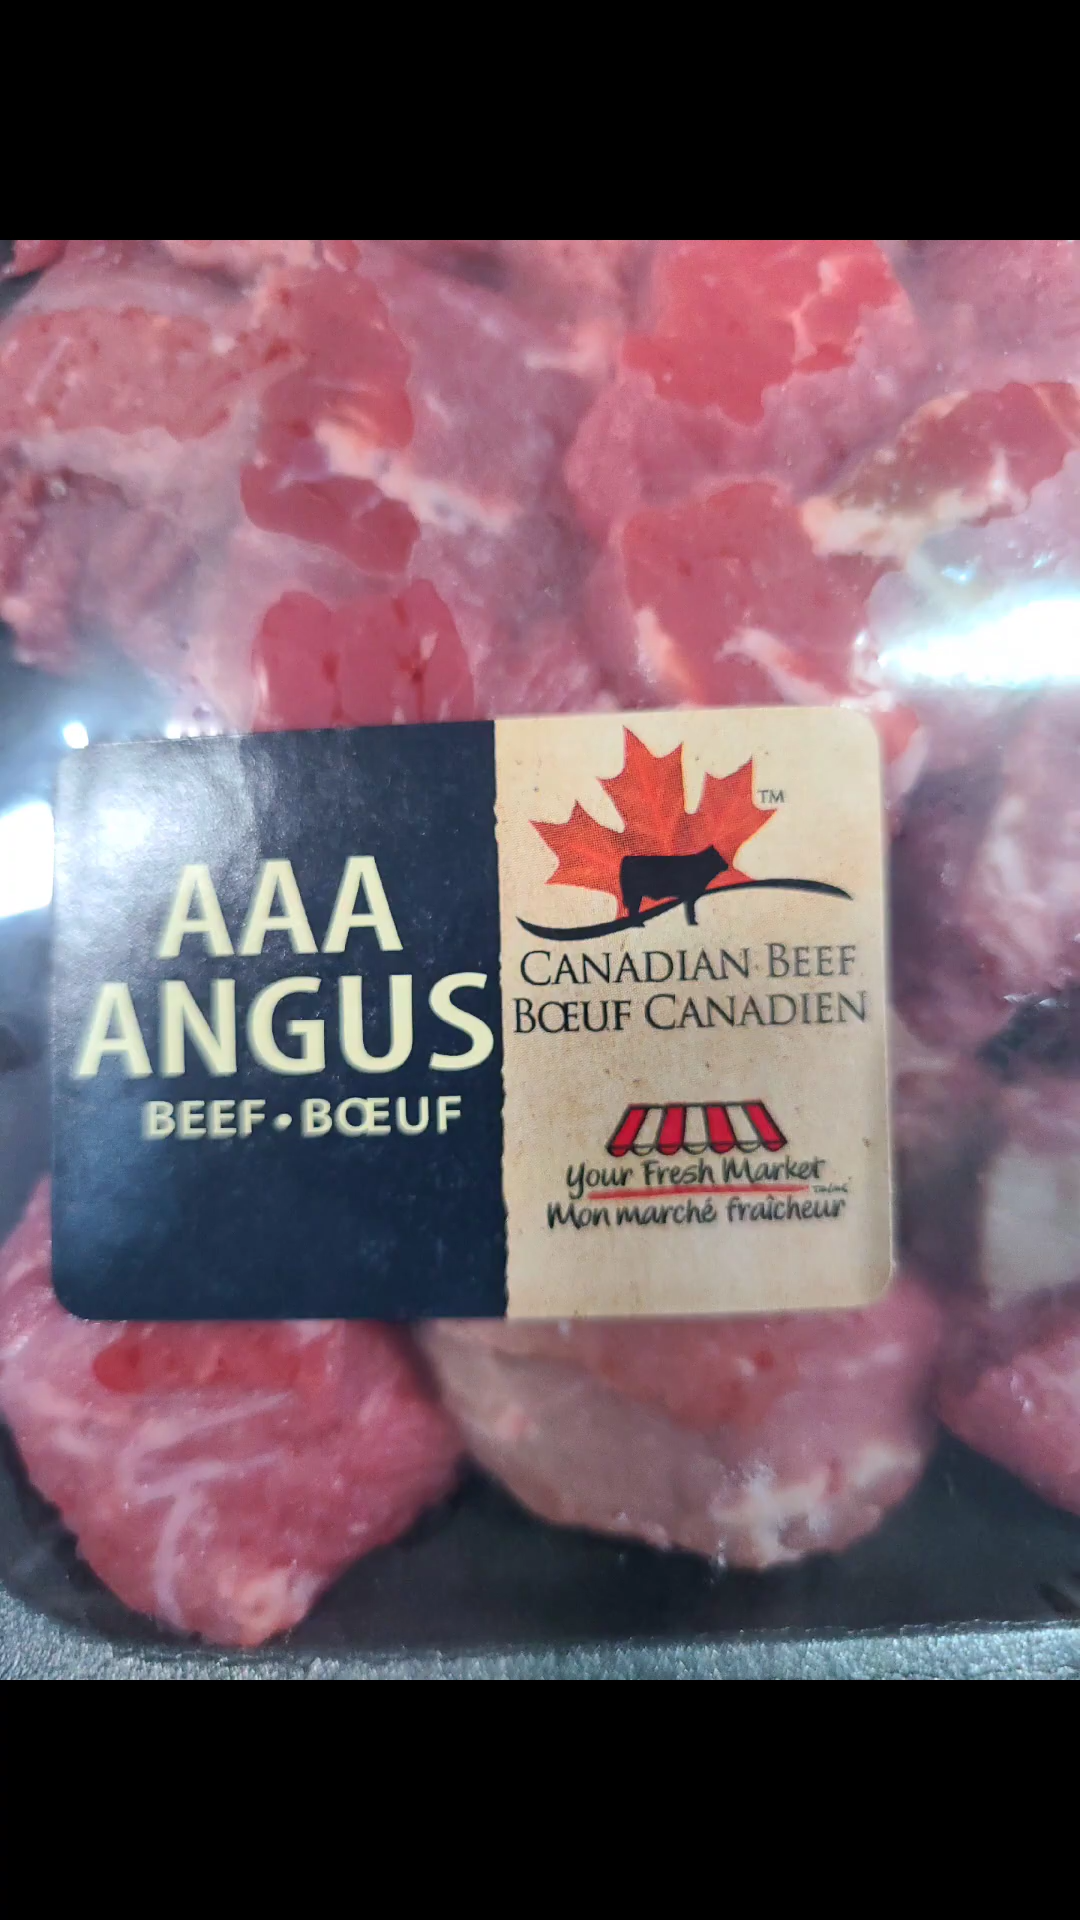 AAA
ANGUS
BEEF • BŒUF
TM
CANADIAN BEEF
BŒUF CANADIEN
Your Fresh Market
Mon marché fraîcheur